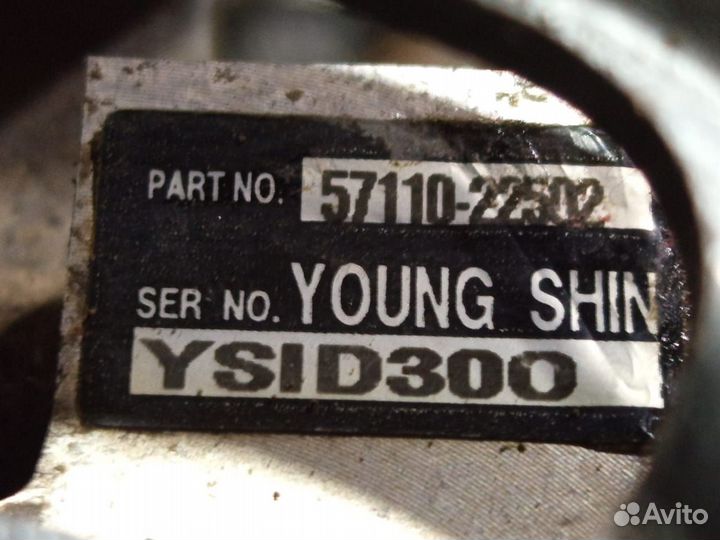 PART NO. 57110-22502
SER NO. YOUNG SHIN
YSID300
Avito